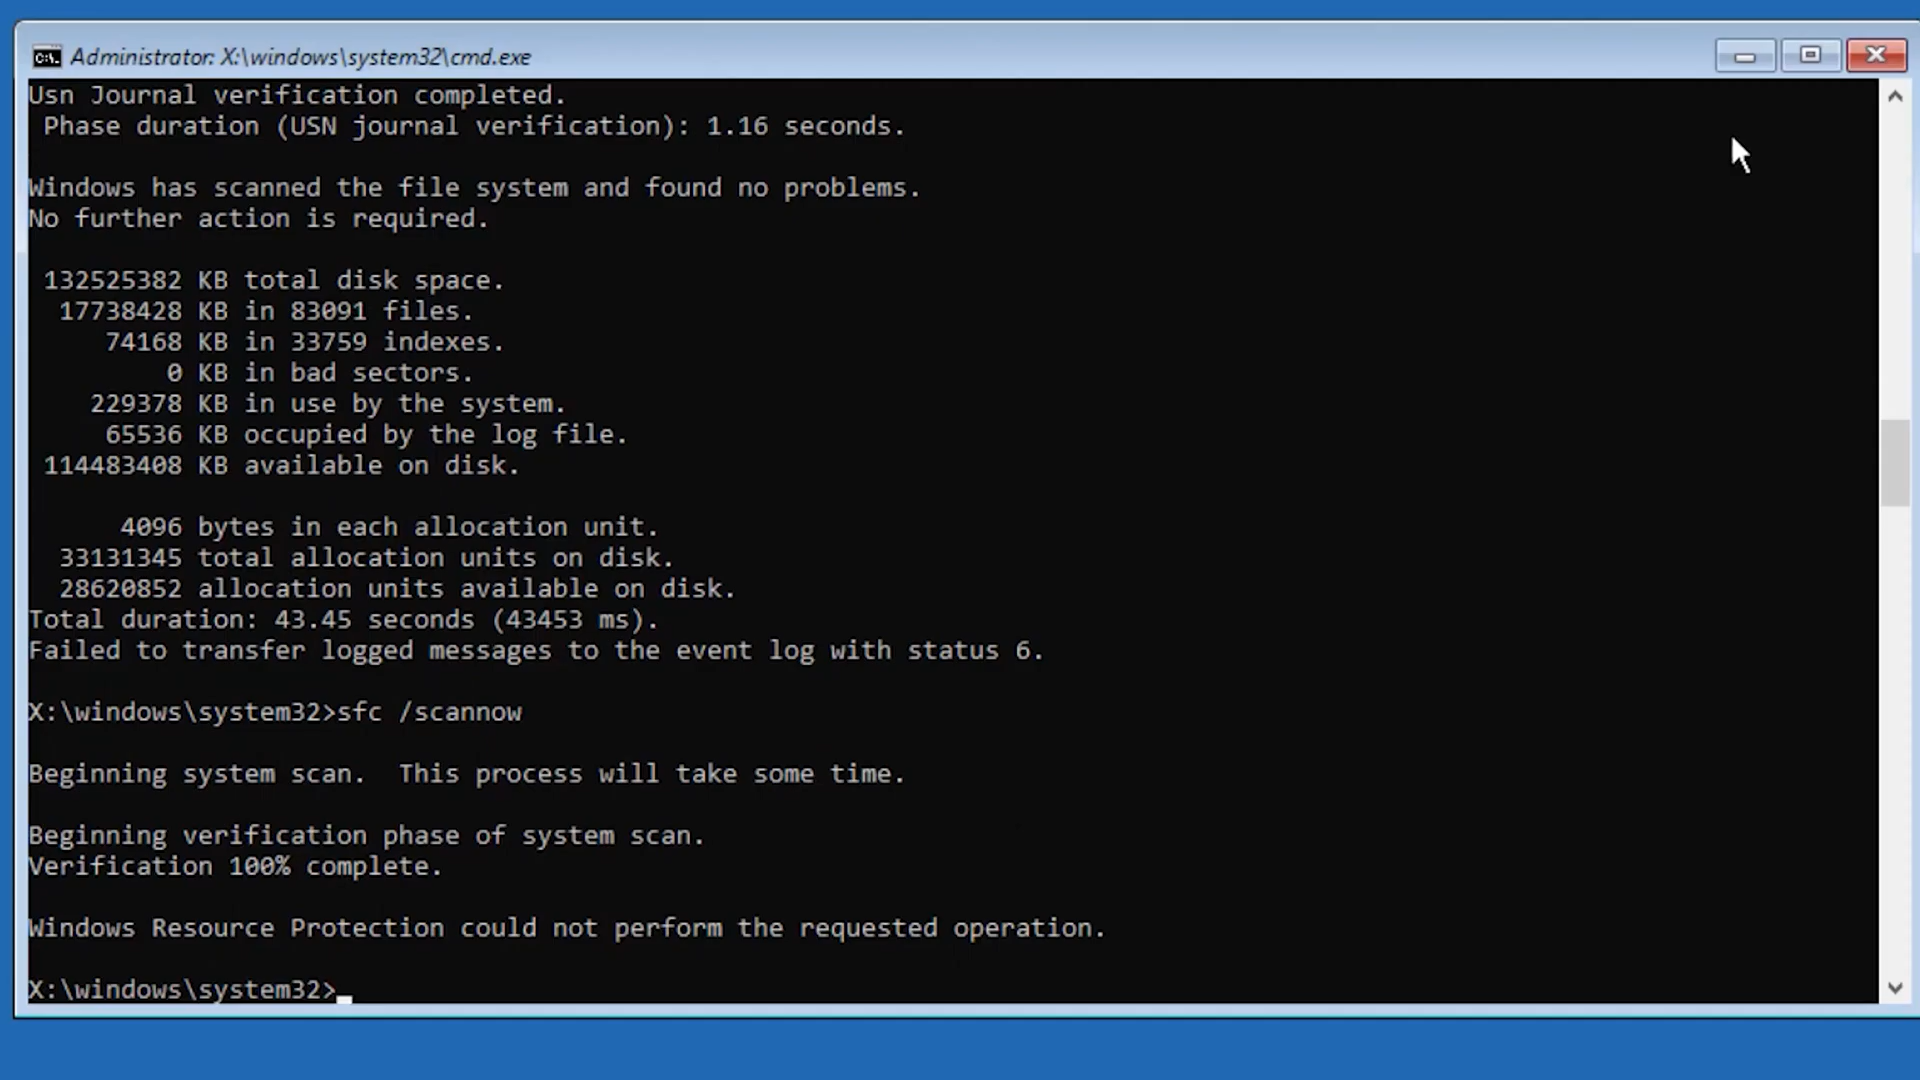 Administrator: X:\windows\system32\cmd.exe
Usn Journal verification completed.
Phase duration (USN journal verification): 1.16 seconds.
Windows has scanned the file system and found no problems.
No further action is required.
132525382 KB total disk space.
17738428 KB in 83091 files.
74168 KB in 33759 indexes.
0 KB in bad sectors.
229378 KB in use by the system.
65536 KB occupied by the log file.
114483408 KB available on disk.
4096 bytes in each allocation unit.
33131345 total allocation units on disk.
28620852 allocation units available on disk.
Total duration: 43.45 seconds (43453 ms).
Failed to transfer logged messages to the event log with status 6.
X:\windows\system32>sfc /scannow
Beginning system scan.  This process will take some time.
Beginning verification phase of system scan.
Verification 100% complete.
Windows Resource Protection could not perform the requested operation.
X:\windows\system32>